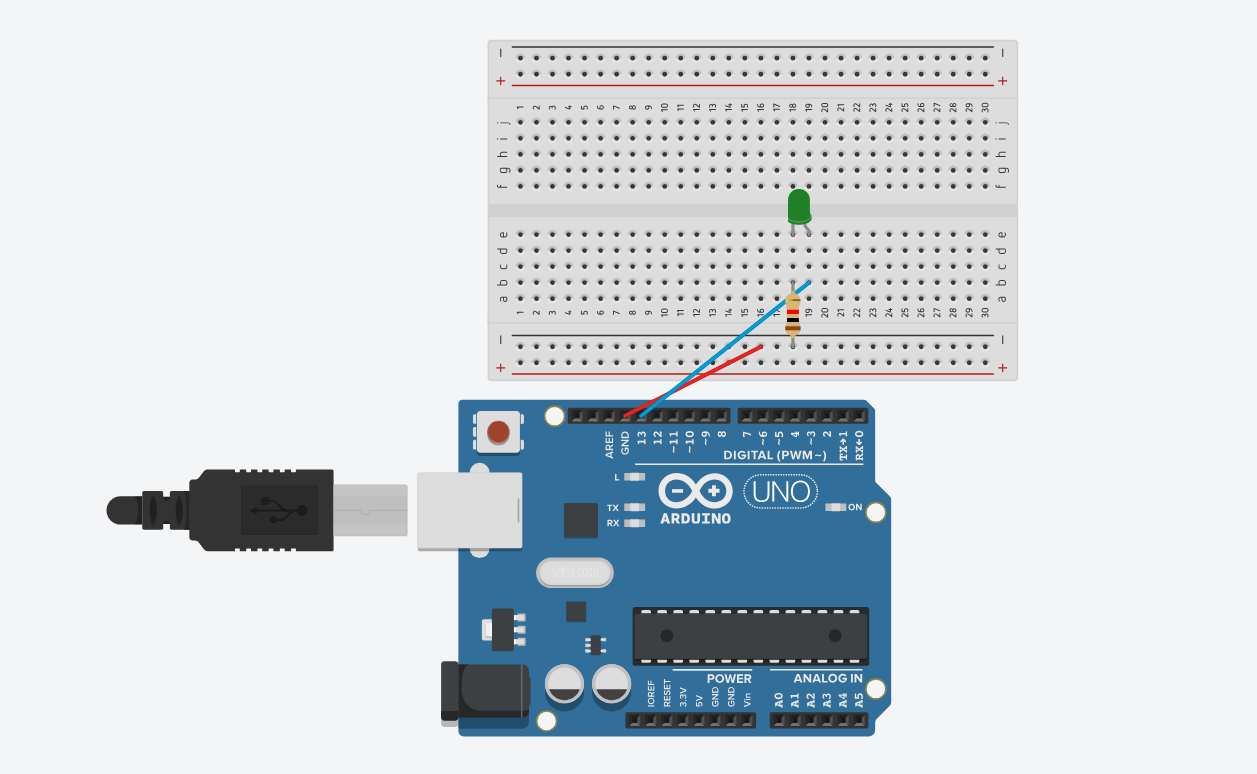 − −
+ +
1 2 3 4 5 6 7 8 9 10 11 12 13 14 15 16 17 18 19 20 21 22 23 24 25 26 27 28 29 30
j j
i i
h h
g g
f f
e e
d d
c c
b b
a a
1 2 3 4 5 6 7 8 9 10 11 12 13 14 15 16 17 19 20 21 22 23 24 25 26 27 28 29 30
− −
+ +
AREF GND 13 12 ~11 ~10 ~9 8 7 ~6 ~5 4 ~3 2 TX→1 RX←0
DIGITAL (PWM~)
L
TX
RX
ARDUINO
UNO
ON
POWER
ANALOG IN
IOREF RESET 3.3V 5V GND GND Vin A0 A1 A2 A3 A4 A5